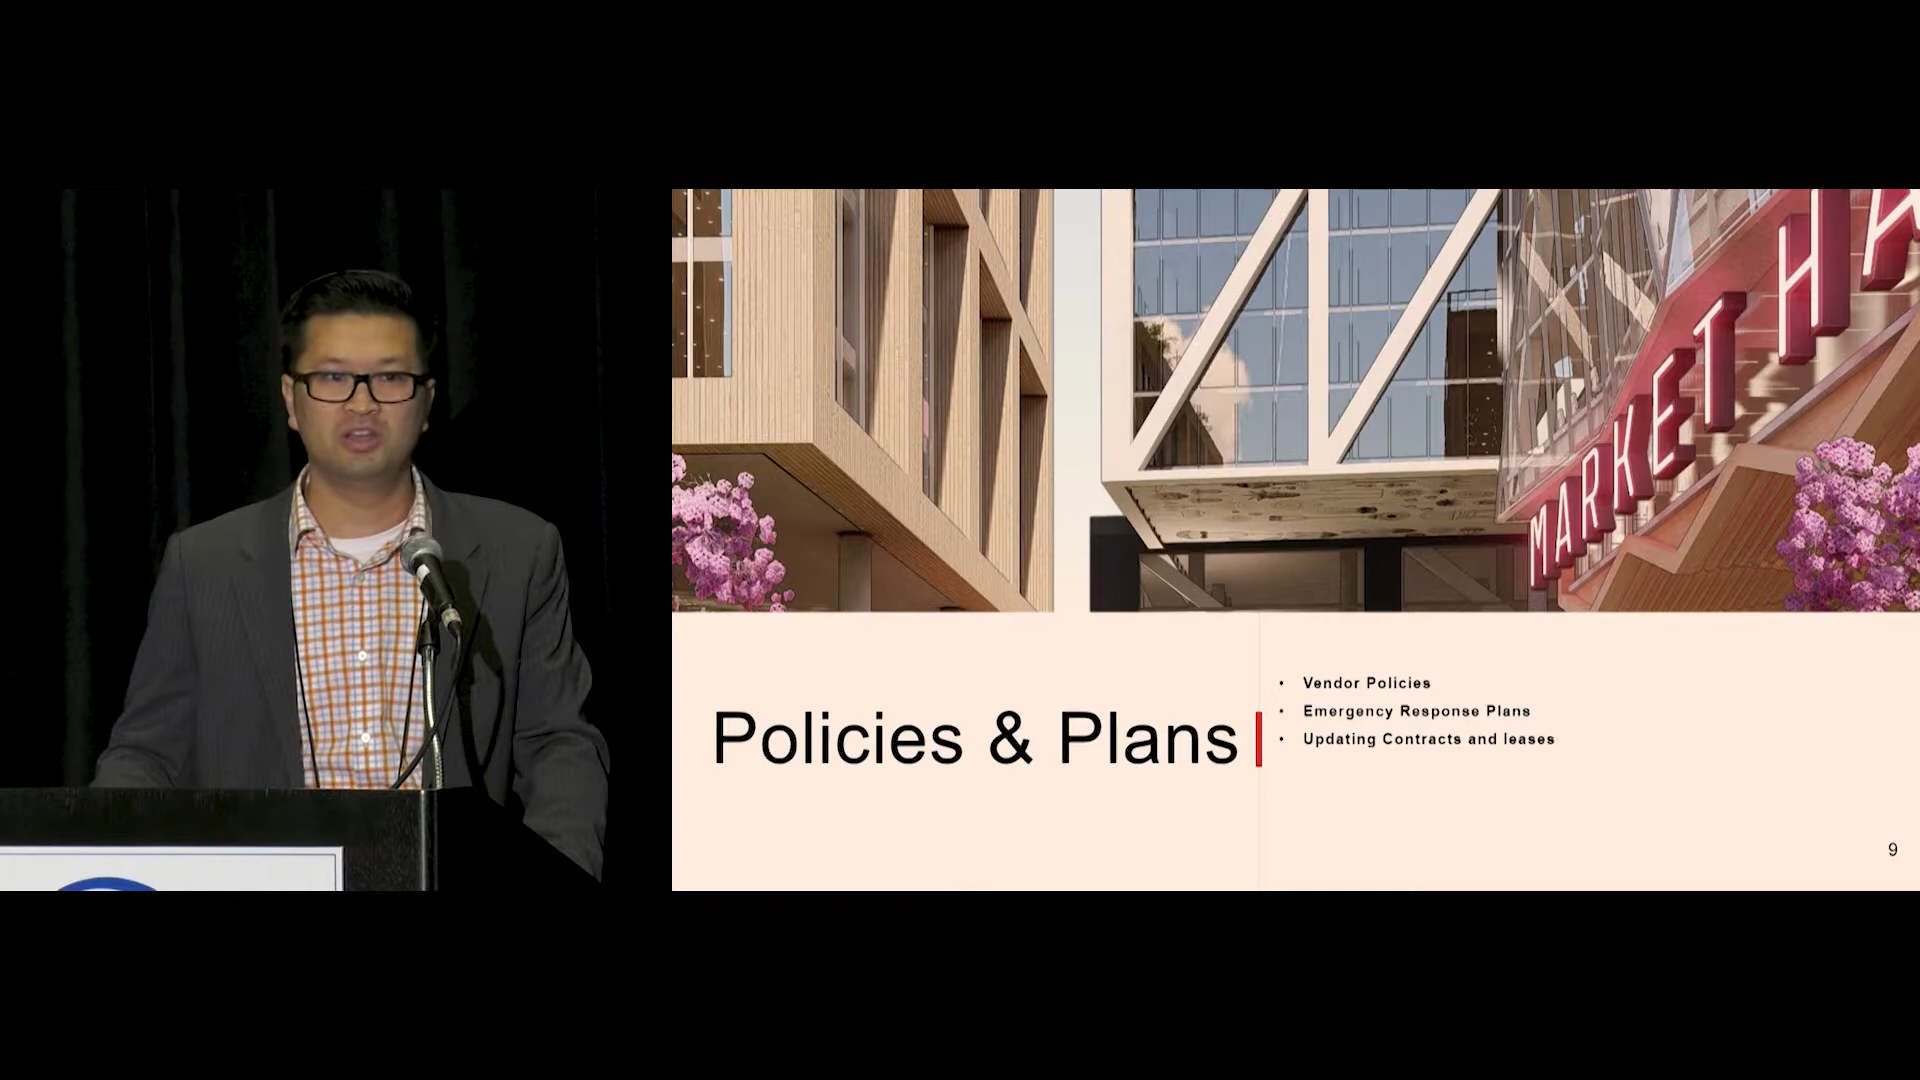 MARKET HA
Policies & Plans
• Vendor Policies
• Emergency Response Plans
• Updating Contracts and leases
9